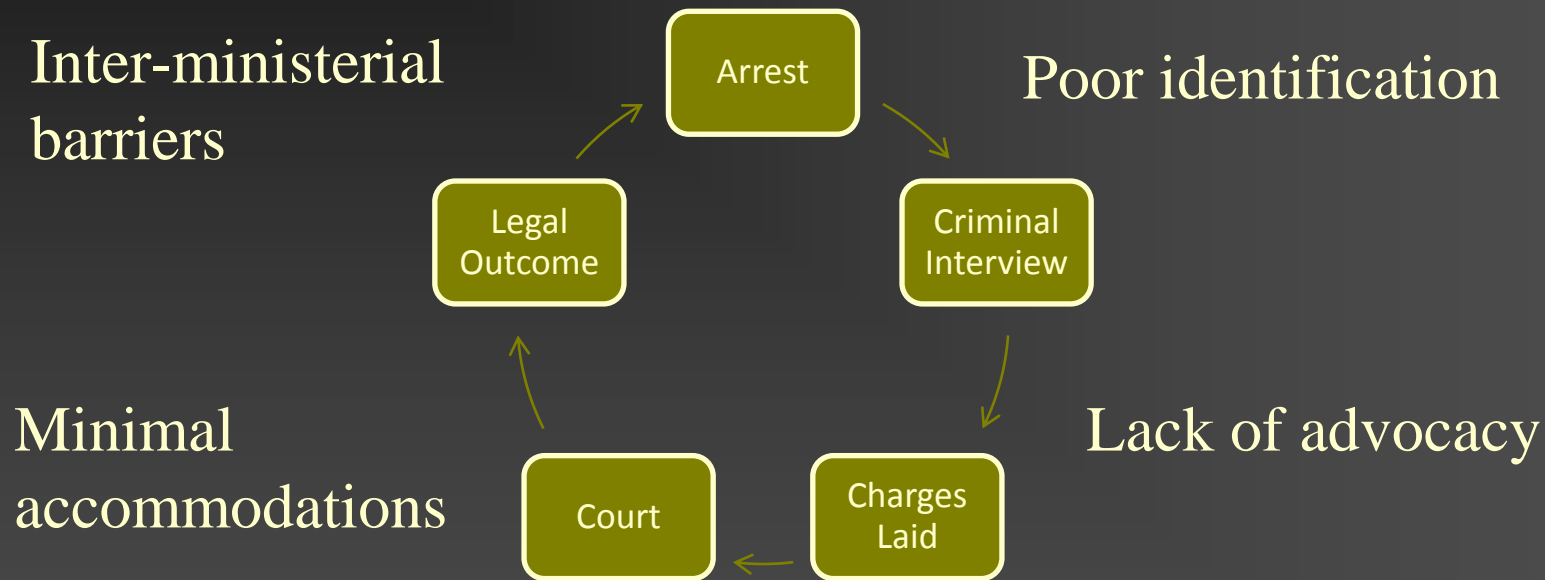 Inter-ministerial
barriers
Arrest
Poor identification
Legal
Outcome
Criminal
Interview
Minimal
accommodations
Court
Charges
Laid
Lack of advocacy